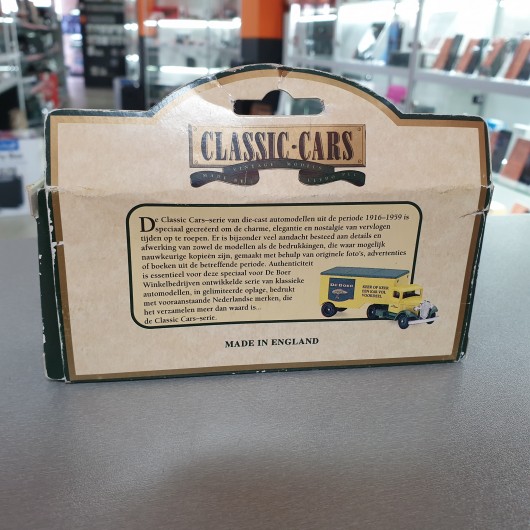 CLASSIC-CARS
VINTAGE MODELS
De Classic Cars-serie van die-cast automodellen uit de periode 1916-1959 is
speciaal gecreëerd om de charme, elegantie en nostalgie van vervlogen
tijden op te roepen. Er is bijzonder veel aandacht besteed aan details en
afwerking van zowel de modellen als de bedrukkingen, die waar mogelijk
nauwkeurige kopieën zijn, gemaakt met behulp van originele foto's, advertenties
of boeken uit de betreffende periode. Authenticiteit
is essentieel voor deze speciaal voor De Boer
Winkelbedrijven ontwikkelde serie van klassieke
automodellen, in gelimiteerde oplage, bedrukt
met vooraanstaande Nederlandse merken, die
het verzamelen meer dan waard is...
de Classic Cars-serie.
DE BOER
MADE IN ENGLAND